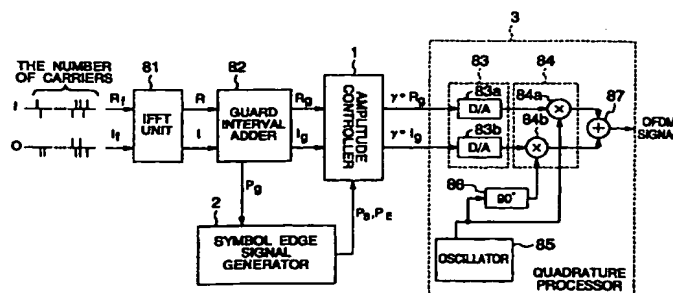 THE NUMBER
OF CARRIERS
I
Q
Rf
If
81
IFFT
UNIT
R
I
82
GUARD
INTERVAL
ADDER
Rg
Ig
Pg
2
SYMBOL EDGE
SIGNAL
GENERATOR
PS, PE
1
AMPLITUDE
CONTROLLER
γ・Rg
γ・Ig
3
83
83a
D/A
83b
D/A
84
84a
×
84b
×
87
+
OFDM
SIGNAL
86
90°
85
OSCILLATOR
QUADRATURE
PROCESSOR